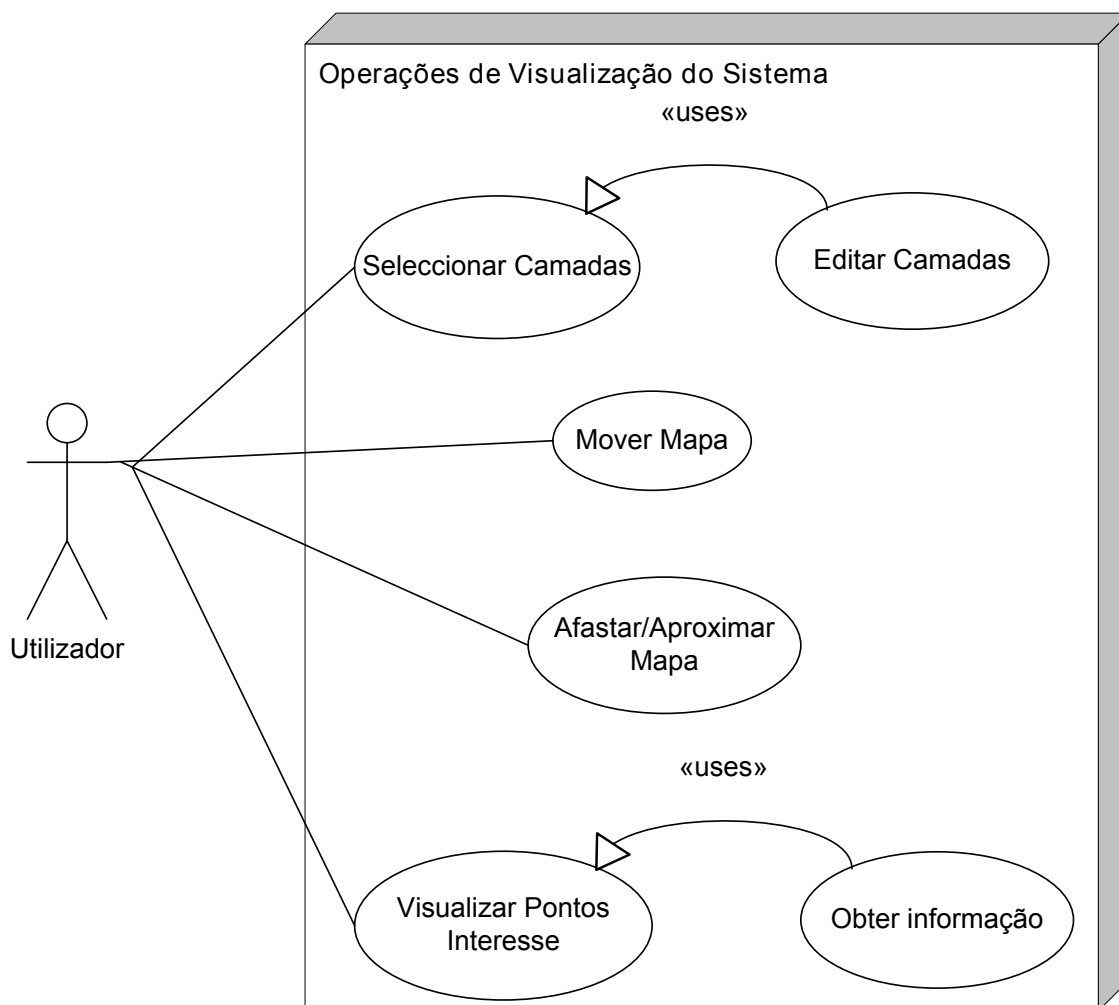 Operações de Visualização do Sistema
«uses»
Seleccionar Camadas
Editar Camadas
Mover Mapa
Utilizador
Afastar/Aproximar
Mapa
«uses»
Visualizar Pontos
Interesse
Obter informação